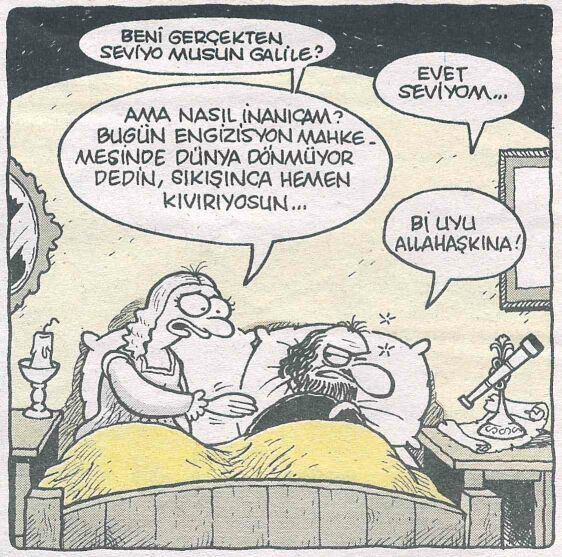 BENİ GERÇEKTEN
SEVİYO MUSUN GALİLE?
EVET
SEVİYOM...
AMA NASIL İNANIÇAM?
BUGÜN ENGİZİSYON MAHKE-
MESİNDE DÜNYA DÖNMÜYOR
DEDİN, SIKIŞINCA HEMEN
KIVIRIYOSUN...
Bİ UYU
ALLAHAŞKINA!